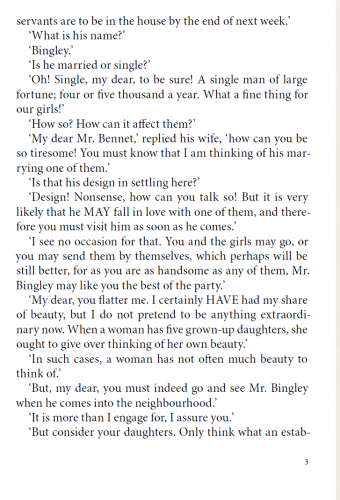 servants are to be in the house by the end of next week.’
‘What is his name?’
‘Bingley.’
‘Is he married or single?’
‘Oh! Single, my dear, to be sure! A single man of large
fortune; four or five thousand a year. What a fine thing for
our girls!’
‘How so? How can it affect them?’
‘My dear Mr. Bennet,’ replied his wife, ‘how can you be
so tiresome! You must know that I am thinking of his mar-
rying one of them.’
‘Is that his design in settling here?’
‘Design! Nonsense, how can you talk so! But it is very
likely that he MAY fall in love with one of them, and there-
fore you must visit him as soon as he comes.’
‘I see no occasion for that. You and the girls may go, or
you may send them by themselves, which perhaps will be
still better, for as you are as handsome as any of them, Mr.
Bingley may like you the best of the party.’
‘My dear, you flatter me. I certainly HAVE had my share
of beauty, but I do not pretend to be anything extraordi-
nary now. When a woman has five grown-up daughters, she
ought to give over thinking of her own beauty.’
‘In such cases, a woman has not often much beauty to
think of.’
‘But, my dear, you must indeed go and see Mr. Bingley
when he comes into the neighbourhood.’
‘It is more than I engage for, I assure you.’
‘But consider your daughters. Only think what an estab-
3